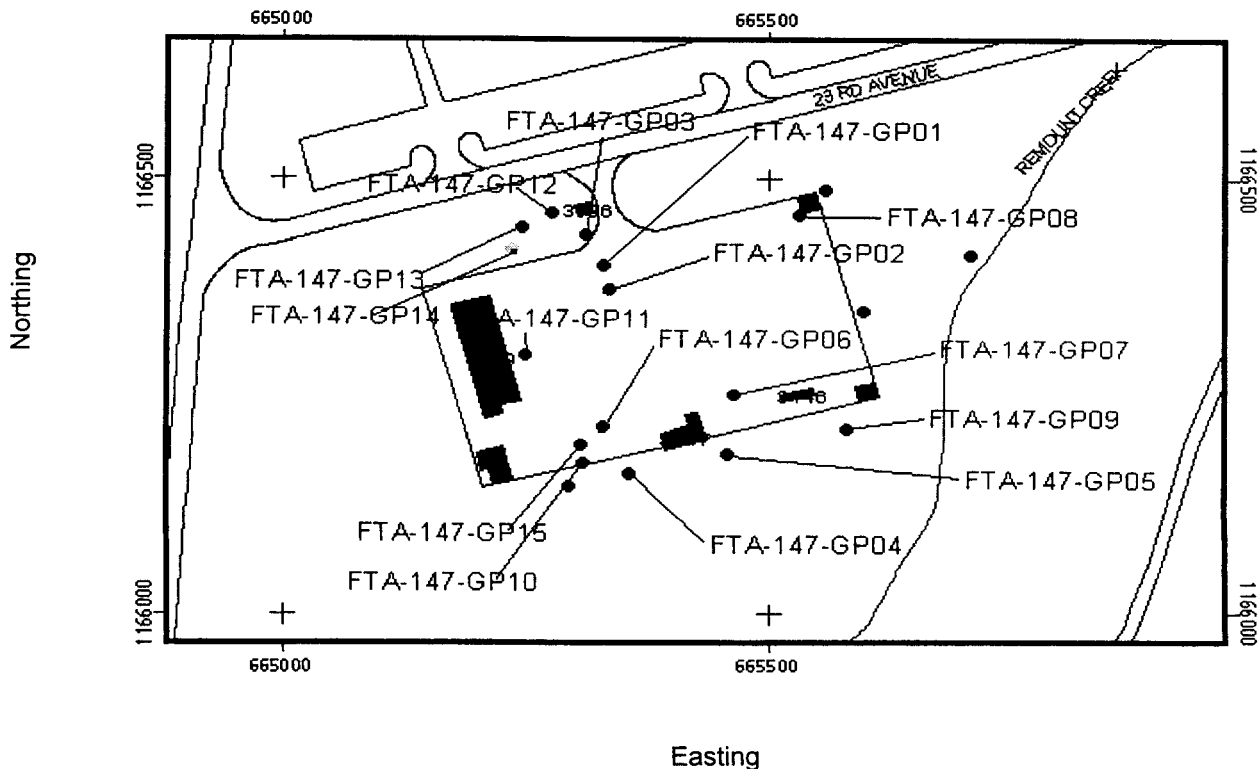 665000 665500
23 RD AVENUE
REMOUNT CREEK
FTA-147-GP03
FTA-147-GP01
1166500
1166500
FTA-147-GP12
FTA-147-GP08
FTA-147-GP02
FTA-147-GP13
FTA-147-GP14
A-147-GP11
FTA-147-GP06
FTA-147-GP07
FTA-147-GP09
FTA-147-GP05
FTA-147-GP15
FTA-147-GP04
FTA-147-GP10
1166000
1166000
665000 665500
Northing
Easting